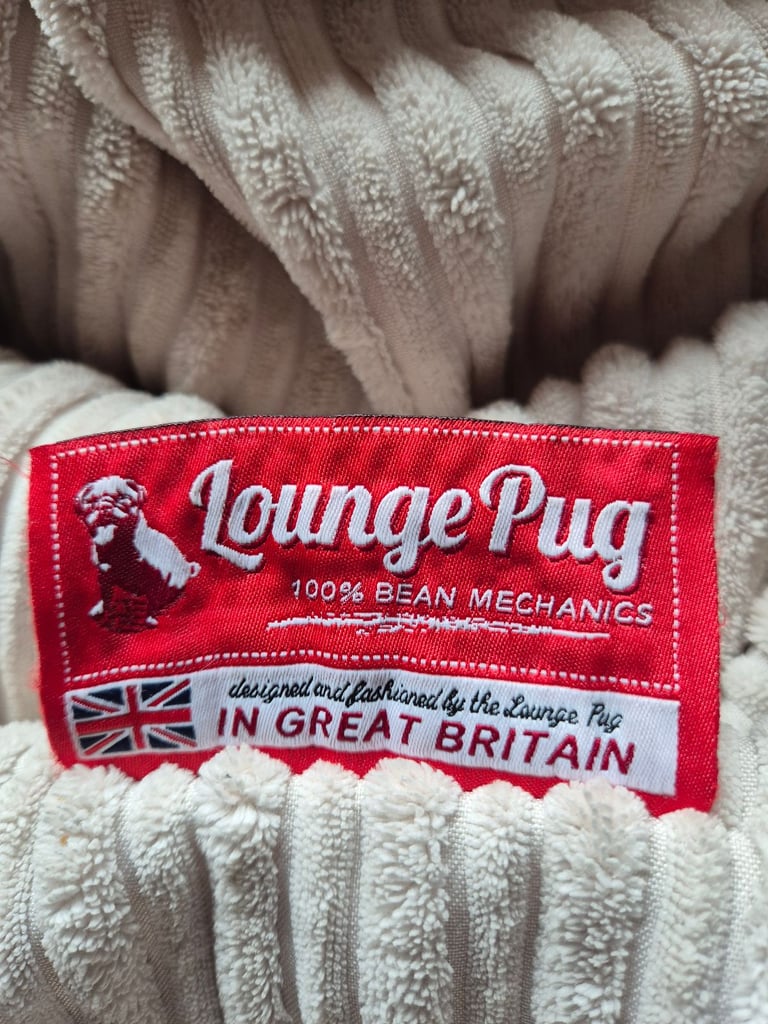 Lounge Pug
100% BEAN MECHANICS
designed and fashioned by the Lounge Pug
IN GREAT BRITAIN